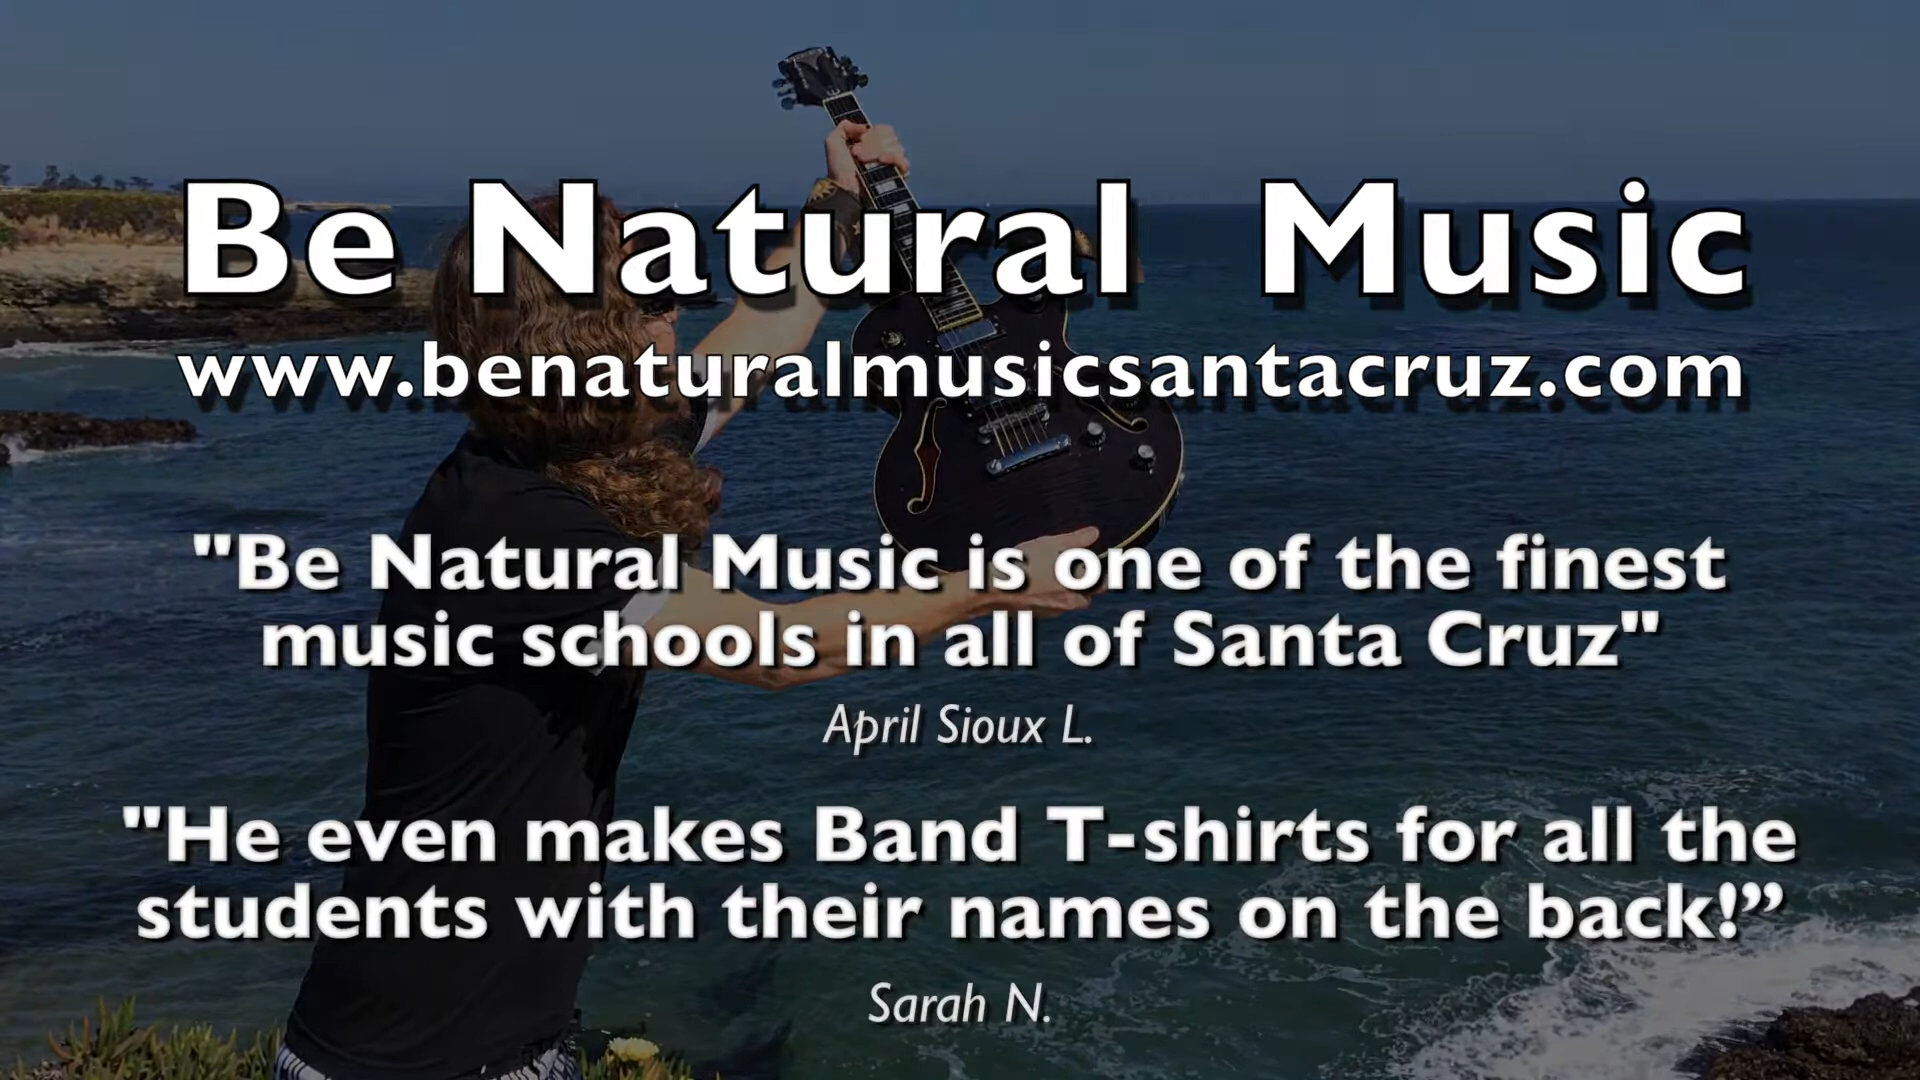 Be Natural Music
www.benaturalmusicsantacruz.com
"Be Natural Music is one of the finest
music schools in all of Santa Cruz"
April Sioux L.
"He even makes Band T-shirts for all the
students with their names on the back!”
Sarah N.